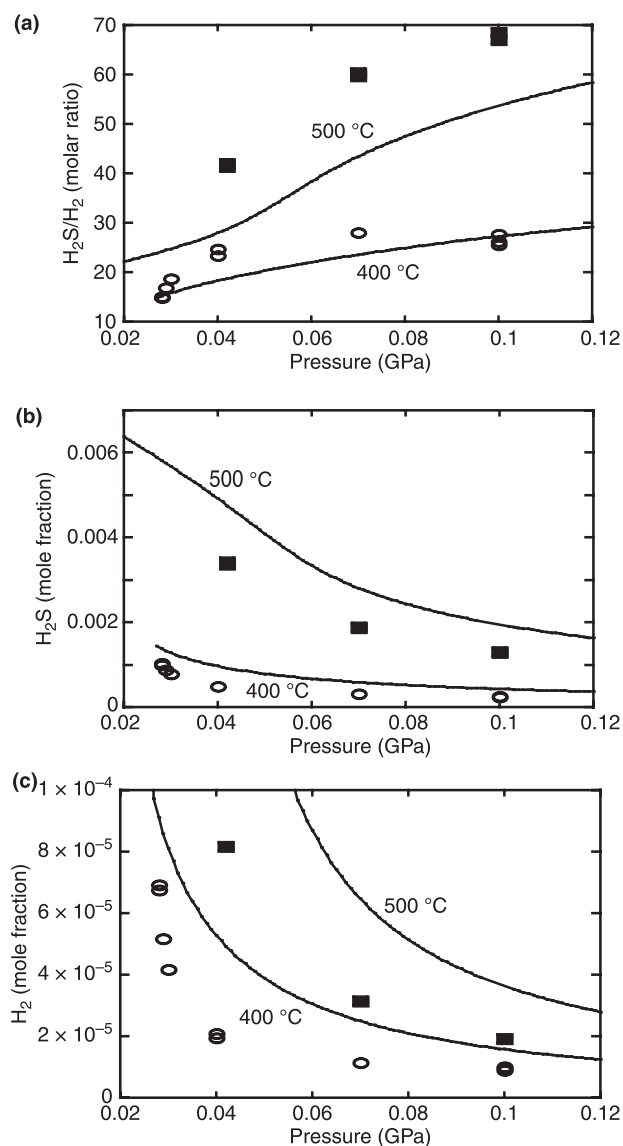 (a)
70
60
50
40
30
20
10
H₂S/H₂ (molar ratio)
500 °C
400 °C
0.02 0.04 0.06 0.08 0.1 0.12
Pressure (GPa)
(b)
0.006
0.004
0.002
0
H₂S (mole fraction)
500 °C
400 °C
0.02 0.04 0.06 0.08 0.1 0.12
Pressure (GPa)
(c)
1 × 10⁻⁴
8 × 10⁻⁵
6 × 10⁻⁵
4 × 10⁻⁵
2 × 10⁻⁵
0
H₂ (mole fraction)
500 °C
400 °C
0.02 0.04 0.06 0.08 0.1 0.12
Pressure (GPa)